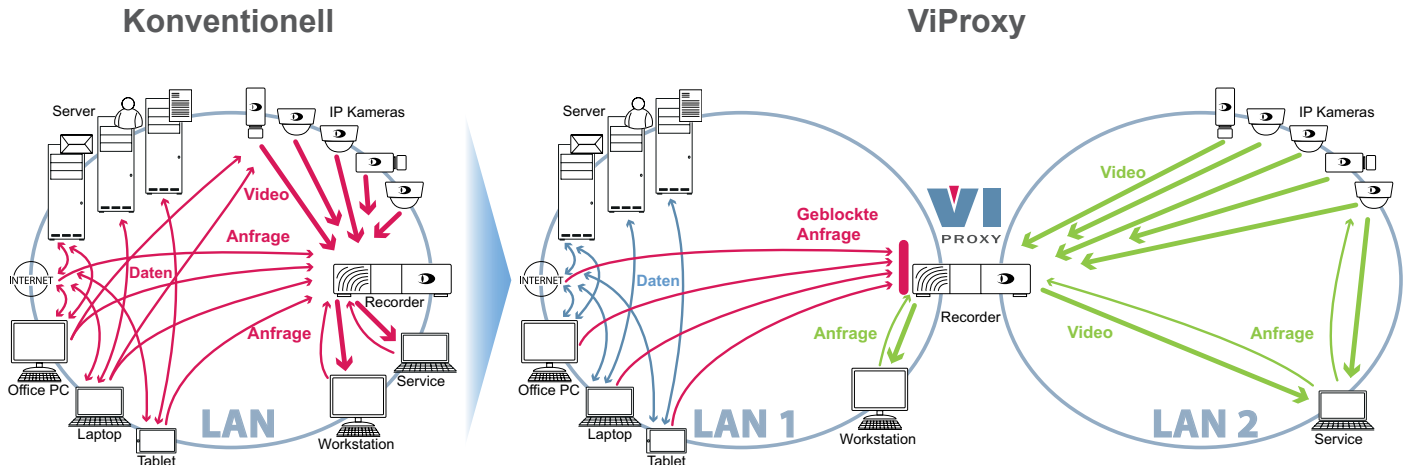 Konventionell
ViProxy
Server
IP Kameras
Video
Anfrage
INTERNET
Daten
Recorder
Anfrage
Office PC
Service
LAN
Laptop
Workstation
Tablet
Server
IP Kameras
Video
Geblockte
Anfrage
VI
PROXY
INTERNET
Daten
Recorder
Anfrage
Video
Anfrage
Office PC
LAN 1
LAN 2
Laptop
Workstation
Service
Tablet